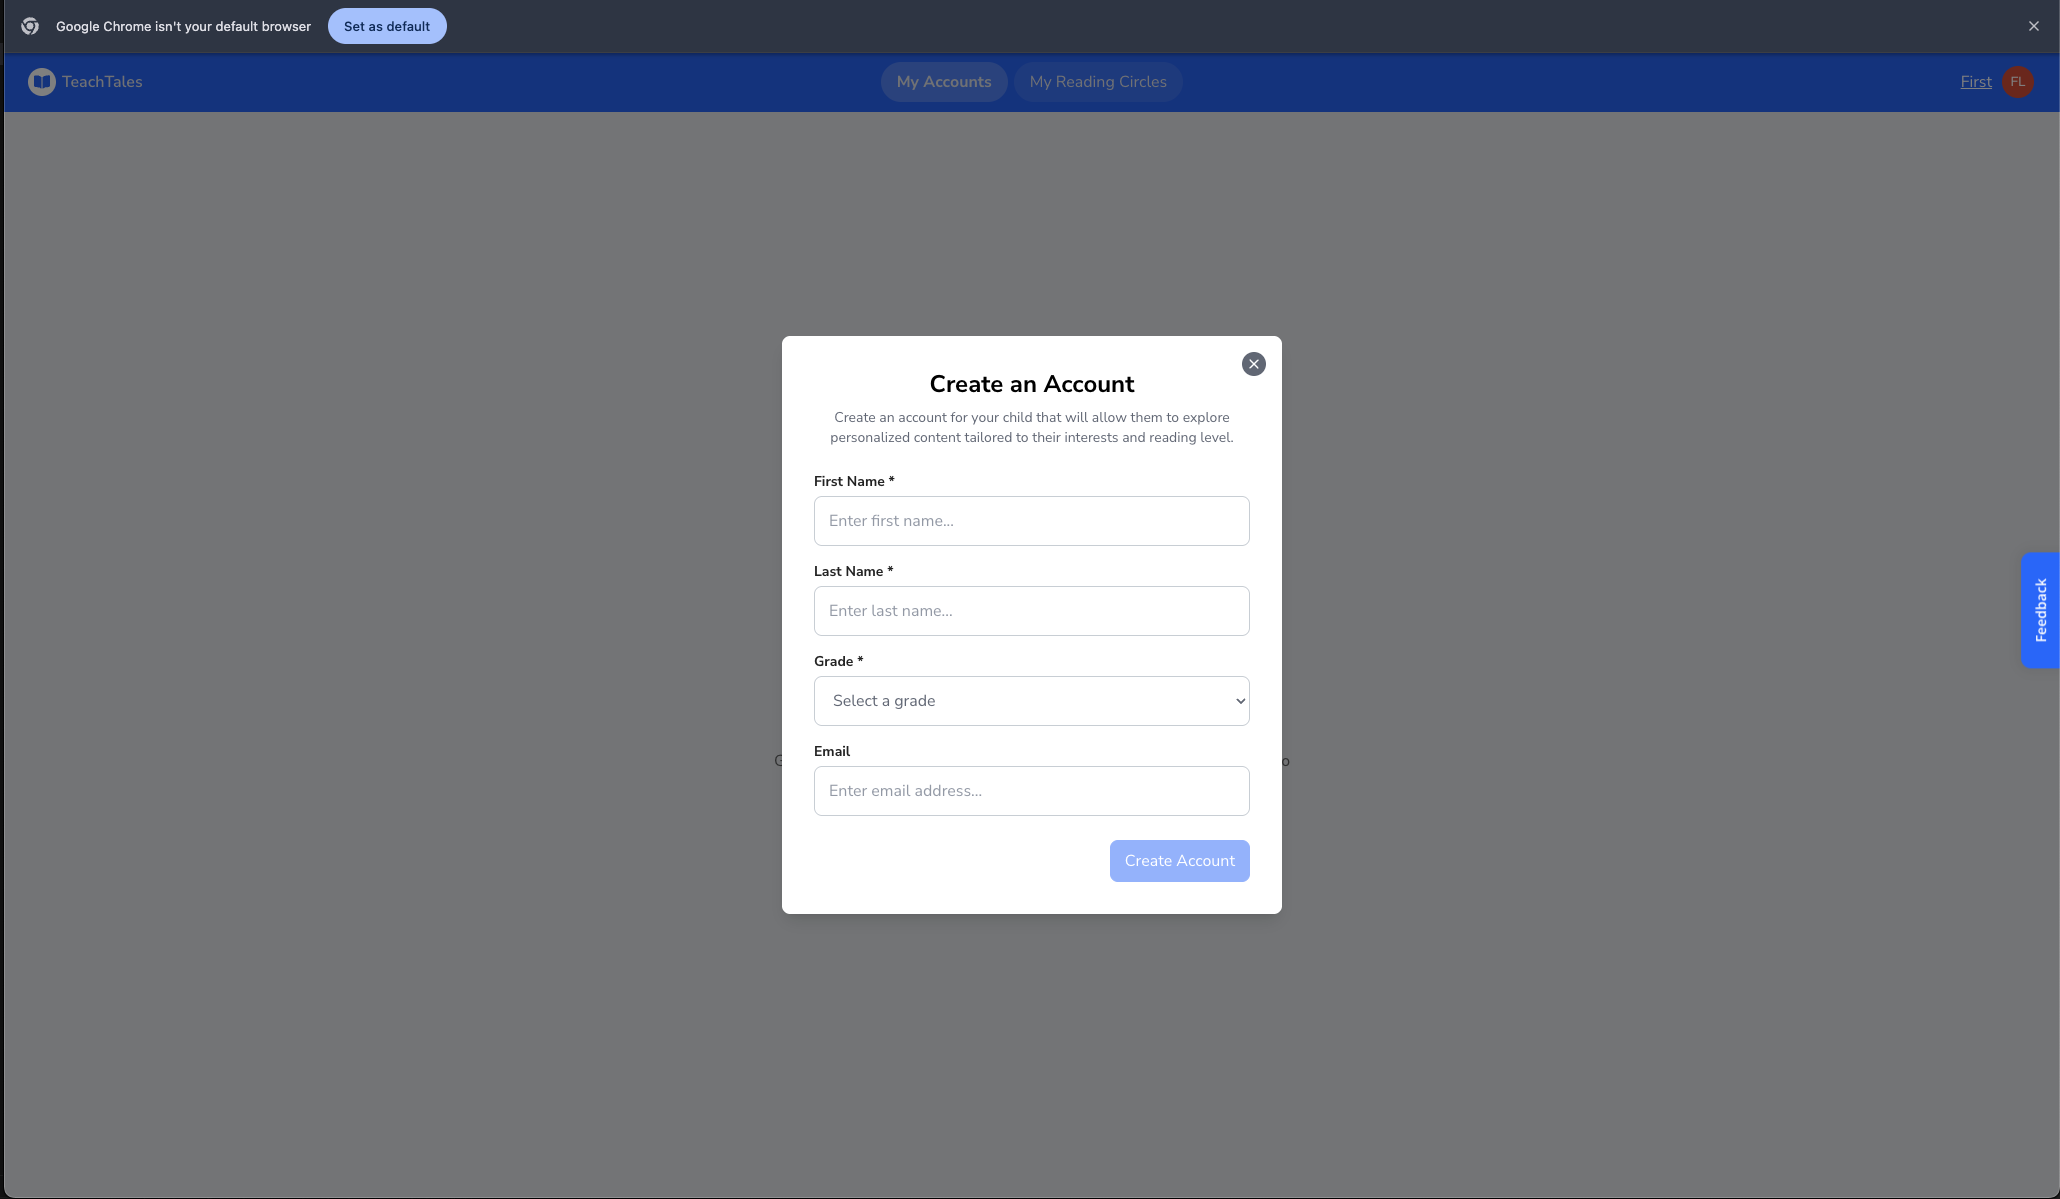 Google Chrome isn't your default browser
Set as default
TeachTales
My Accounts
My Reading Circles
First
FL
Create an Account
Create an account for your child that will allow them to explore
personalized content tailored to their interests and reading level.
First Name *
Enter first name...
Last Name *
Enter last name...
Grade *
Select a grade
Email
Enter email address...
Create Account
Feedback